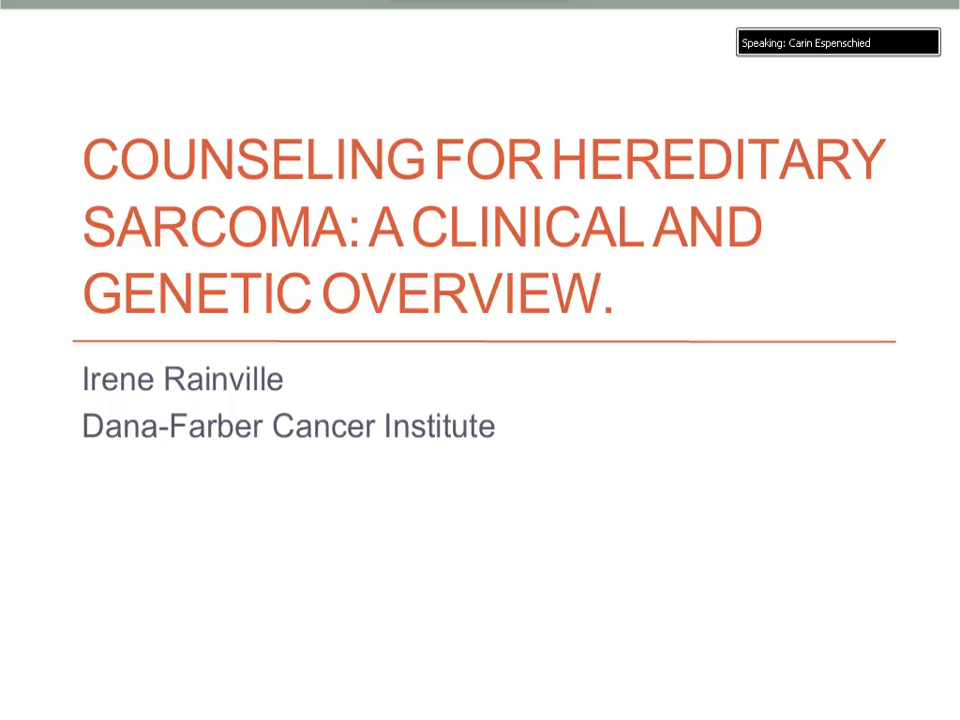 Speaking: Carin Espenschied
COUNSELING FOR HEREDITARY
SARCOMA: A CLINICAL AND
GENETIC OVERVIEW.
Irene Rainville
Dana-Farber Cancer Institute